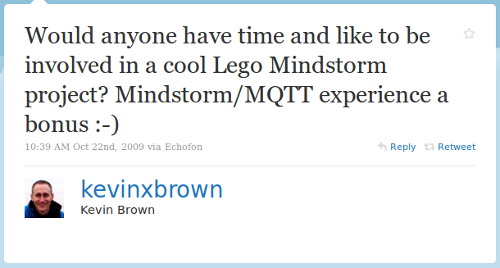 Would anyone have time and like to be
involved in a cool Lego Mindstorm
project? Mindstorm/MQTT experience a
bonus :-)
10:39 AM Oct 22nd, 2009 via Echofon
Reply Retweet
kevinxbrown
Kevin Brown